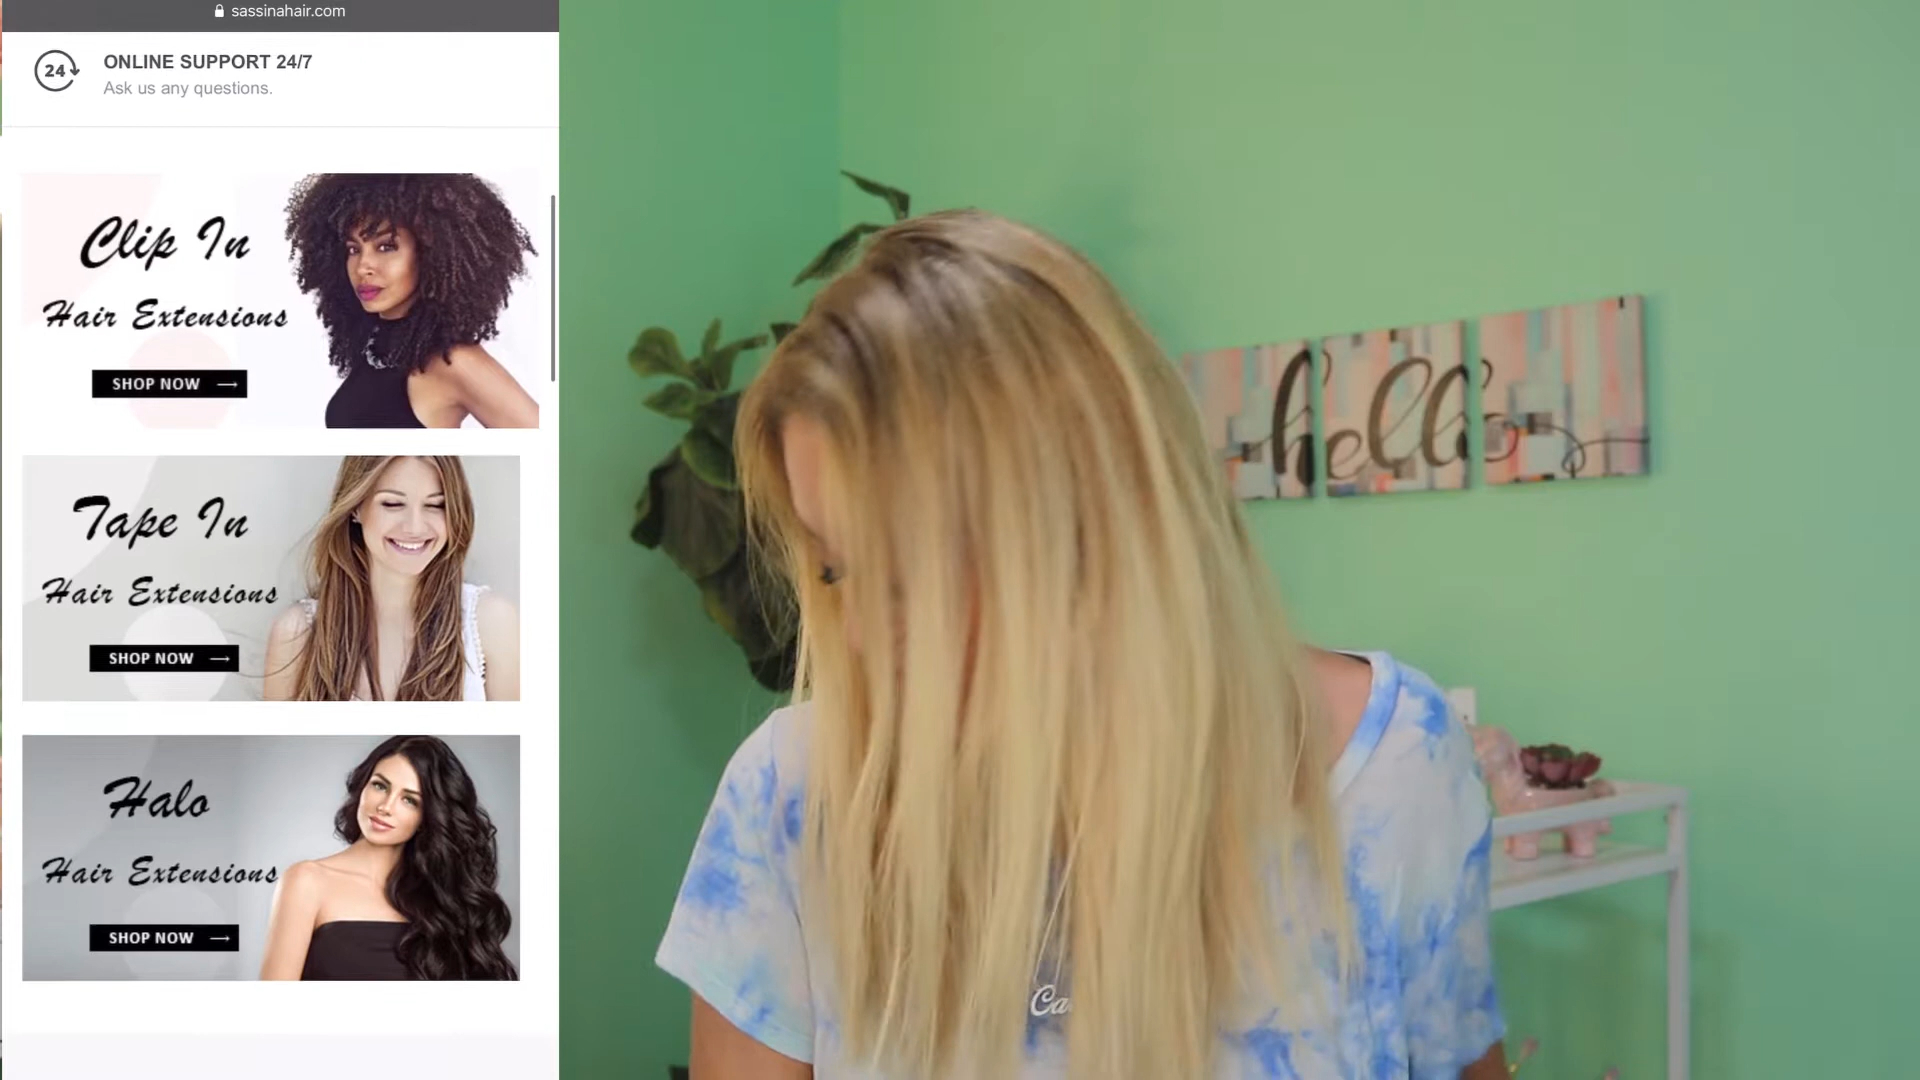 sassinahair.com
24
ONLINE SUPPORT 24/7
Ask us any questions.
Clip In
Hair Extensions
SHOP NOW
Tape In
Hair Extensions
SHOP NOW
Halo
Hair Extensions
SHOP NOW
hello